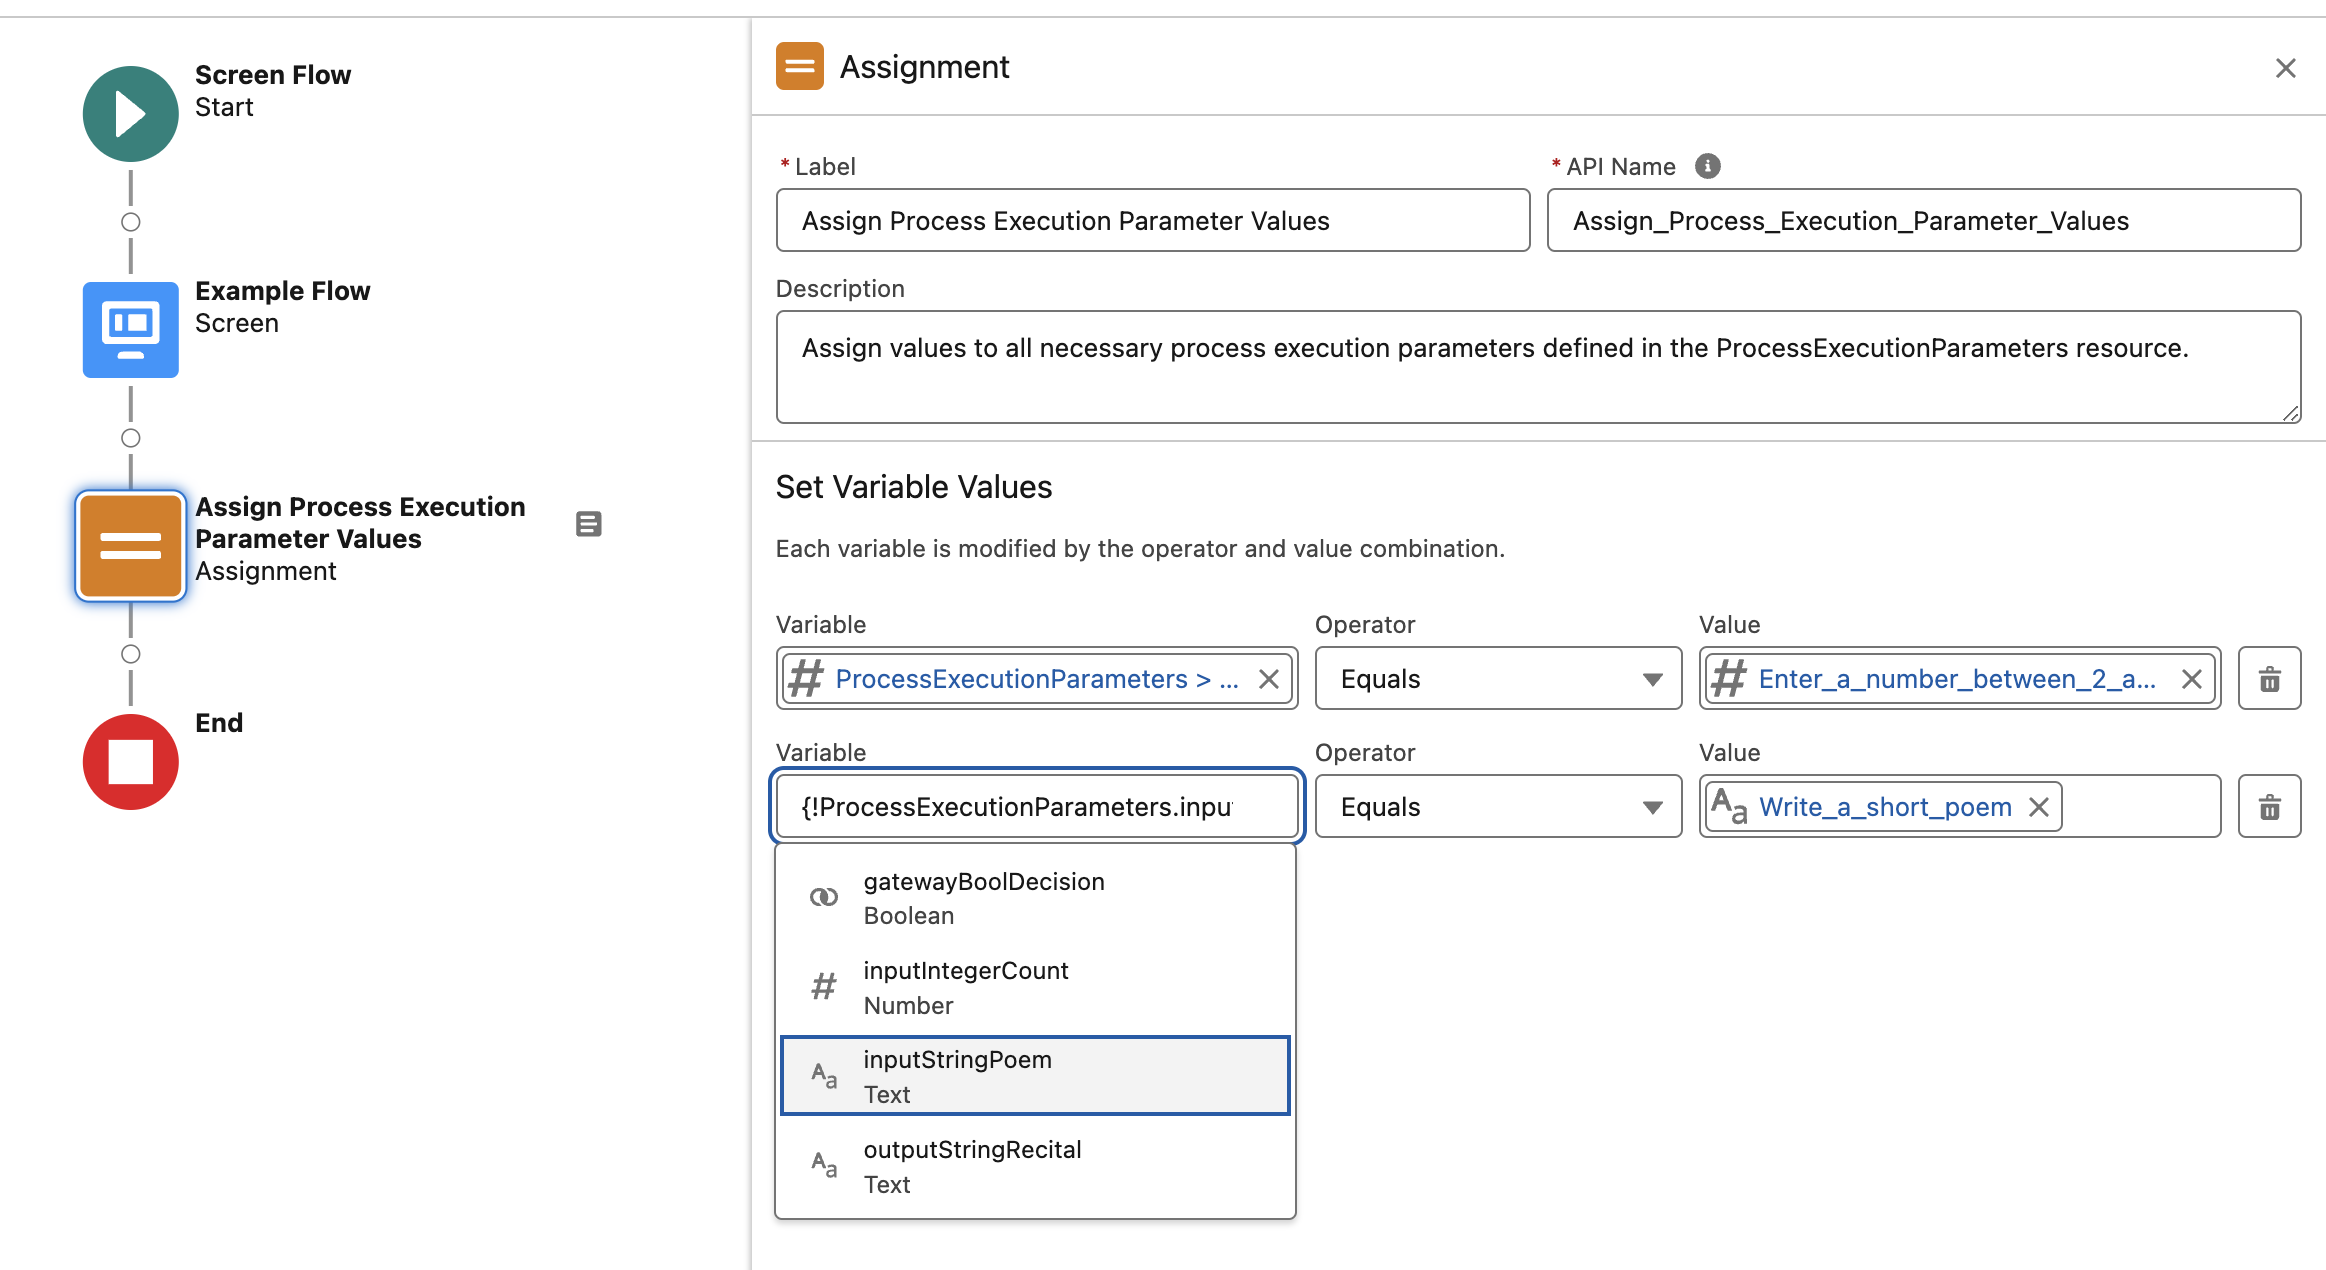 Screen Flow
Start
Example Flow
Screen
Assign Process Execution
Parameter Values
Assignment
End
Assignment
* Label
* API Name
Assign Process Execution Parameter Values
Assign_Process_Execution_Parameter_Values
Description
Assign values to all necessary process execution parameters defined in the ProcessExecutionParameters resource.
Set Variable Values
Each variable is modified by the operator and value combination.
Variable
Operator
Value
ProcessExecutionParameters > ...
Equals
Enter_a_number_between_2_a...
Variable
Operator
Value
{!ProcessExecutionParameters.inpu
Equals
Write_a_short_poem
gatewayBoolDecision
Boolean
inputIntegerCount
Number
inputStringPoem
Text
outputStringRecital
Text